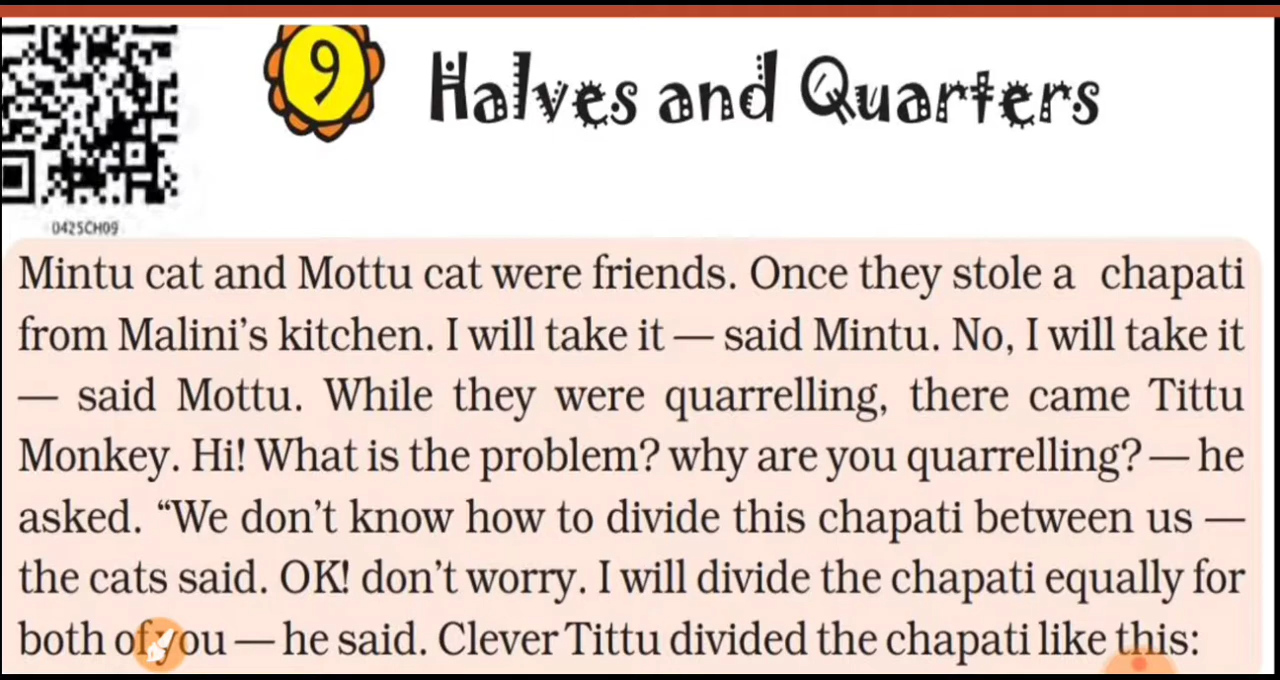 9 Halves and Quarters
0425CH09
Mintu cat and Mottu cat were friends. Once they stole a chapati
from Malini's kitchen. I will take it — said Mintu. No, I will take it
— said Mottu. While they were quarrelling, there came Tittu
Monkey. Hi! What is the problem? why are you quarrelling? — he
asked. “We don't know how to divide this chapati between us —
the cats said. OK! don't worry. I will divide the chapati equally for
both of you — he said. Clever Tittu divided the chapati like this: